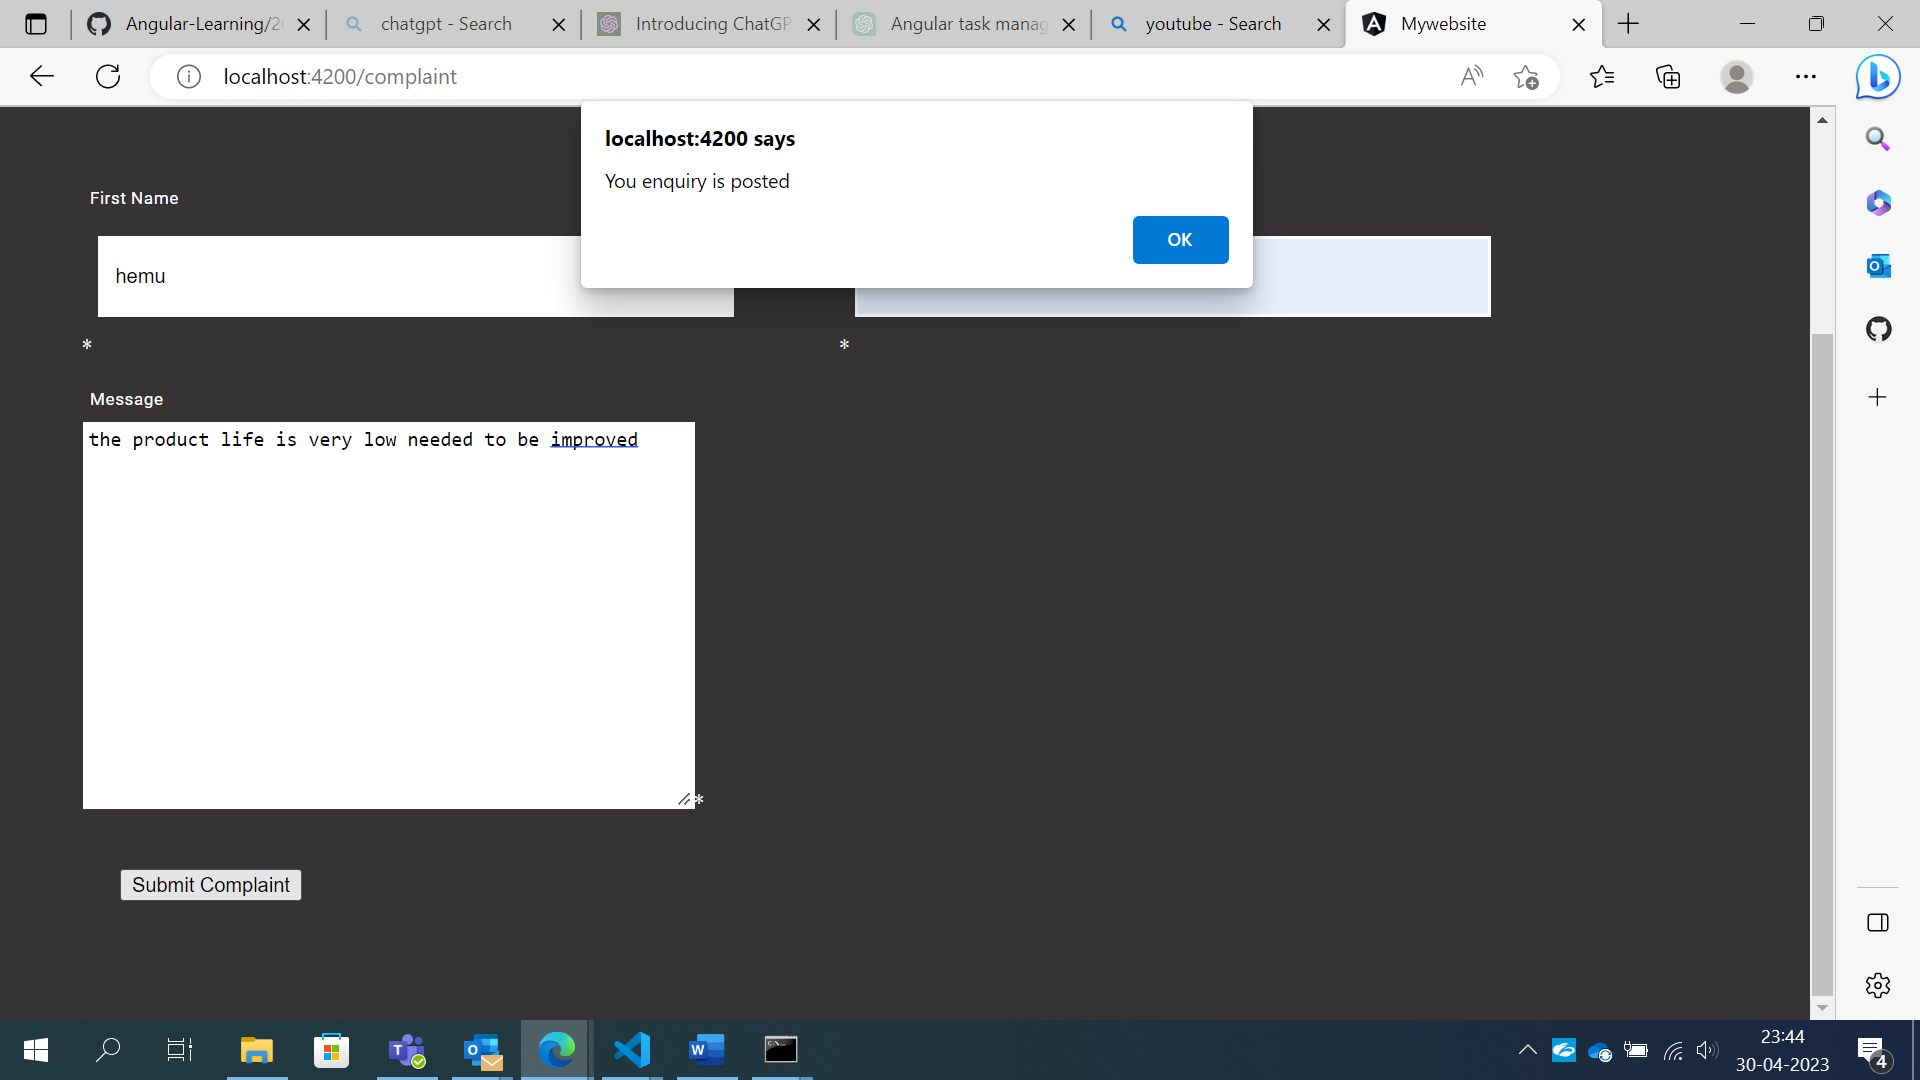 Angular-Learning/2
chatgpt - Search
Introducing ChatGP
Angular task manag
youtube - Search
Mywebsite
localhost:4200/complaint
localhost:4200 says
You enquiry is posted
OK
First Name
hemu
*
*
Message
the product life is very low needed to be improved
*
Submit Complaint
23:44
30-04-2023
4